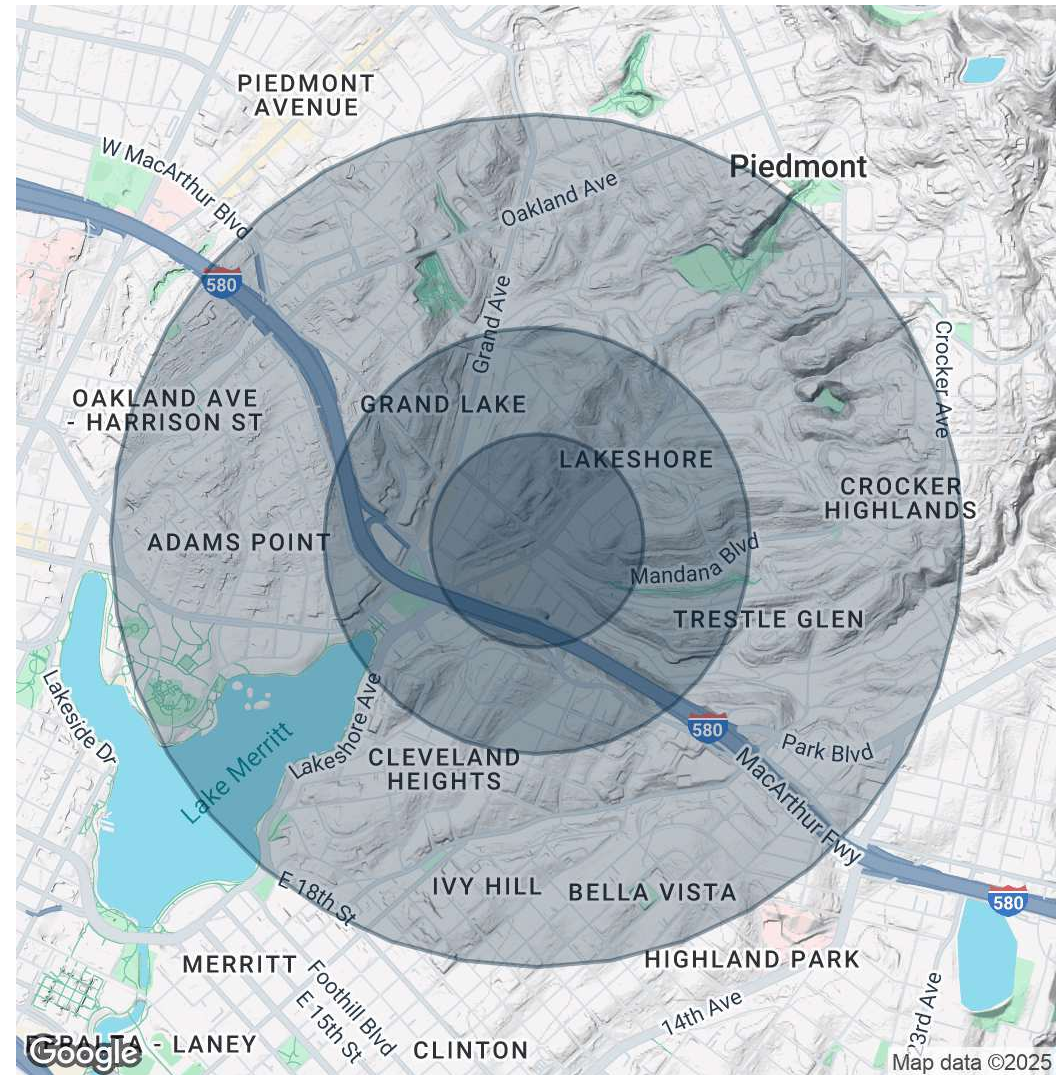 PIEDMONT
AVENUE
W MacArthur Blvd
Piedmont
Oakland Ave
580
Grand Ave
Crocker Ave
OAKLAND AVE
- HARRISON ST
GRAND LAKE
LAKESHORE
CROCKER
HIGHLANDS
ADAMS POINT
Mandana Blvd
TRESTLE GLEN
Lakeside Dr
Lake Merritt
Lakeshore Ave
580
Park Blvd
CLEVELAND
HEIGHTS
MacArthur Fwy
E 18th St
IVY HILL
BELLA VISTA
580
MERRITT
HIGHLAND PARK
Foothill Blvd
E 15th St
14th Ave
23rd Ave
PERALTA - LANEY
CLINTON
Google
Map data ©2025